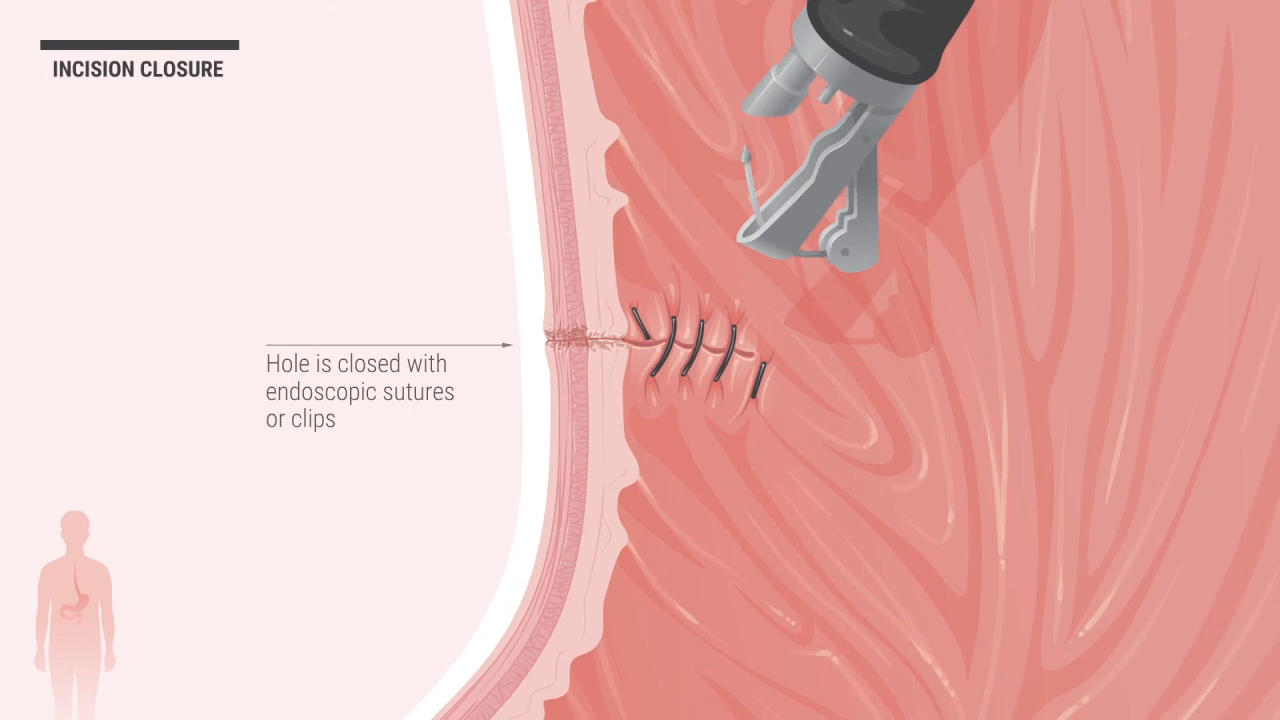 INCISION CLOSURE
Hole is closed with
endoscopic sutures
or clips